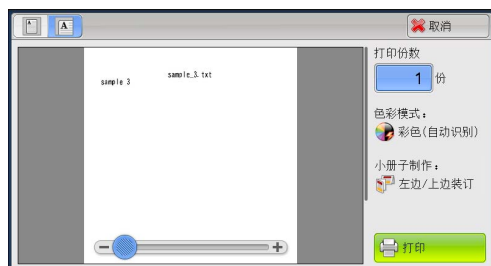 A
A
取消
打印份数
1 份
sample_3.txt
sample 3
色彩模式:
彩色(自动识别)
小册子制作:
左边/上边装订
打印